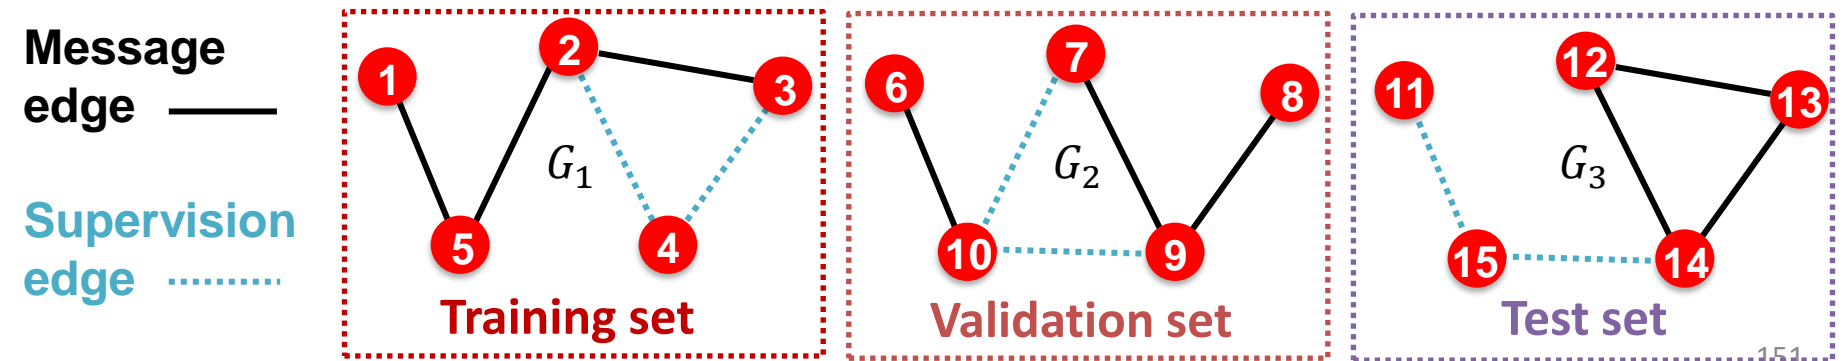 Message
edge
Supervision
edge
1
2
3
4
5
G₁
Training set
6
7
8
9
10
G₂
Validation set
11
12
13
14
15
G₃
Test set
151